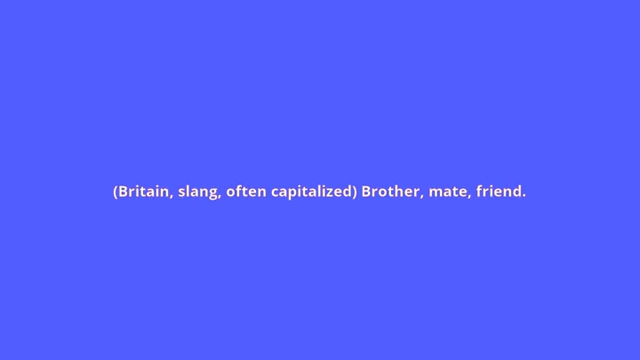 (Britain, slang, often capitalized) Brother, mate, friend.